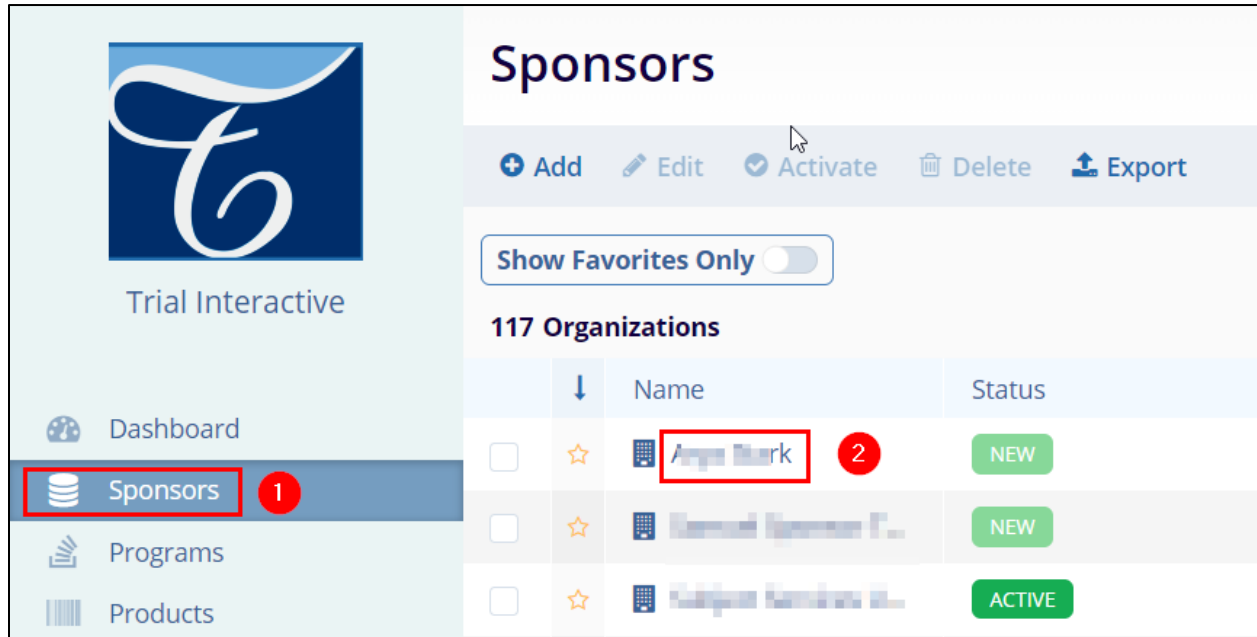 Trial Interactive
Dashboard
Sponsors
1
Programs
Products
Sponsors
Add Edit Activate Delete Export
Show Favorites Only
117 Organizations
Name Status
2 NEW
NEW
ACTIVE